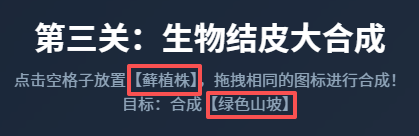 第三关：生物结皮大合成
点击空格子放置【藓植株】，拖拽相同的图标进行合成！
目标：合成【绿色山坡】